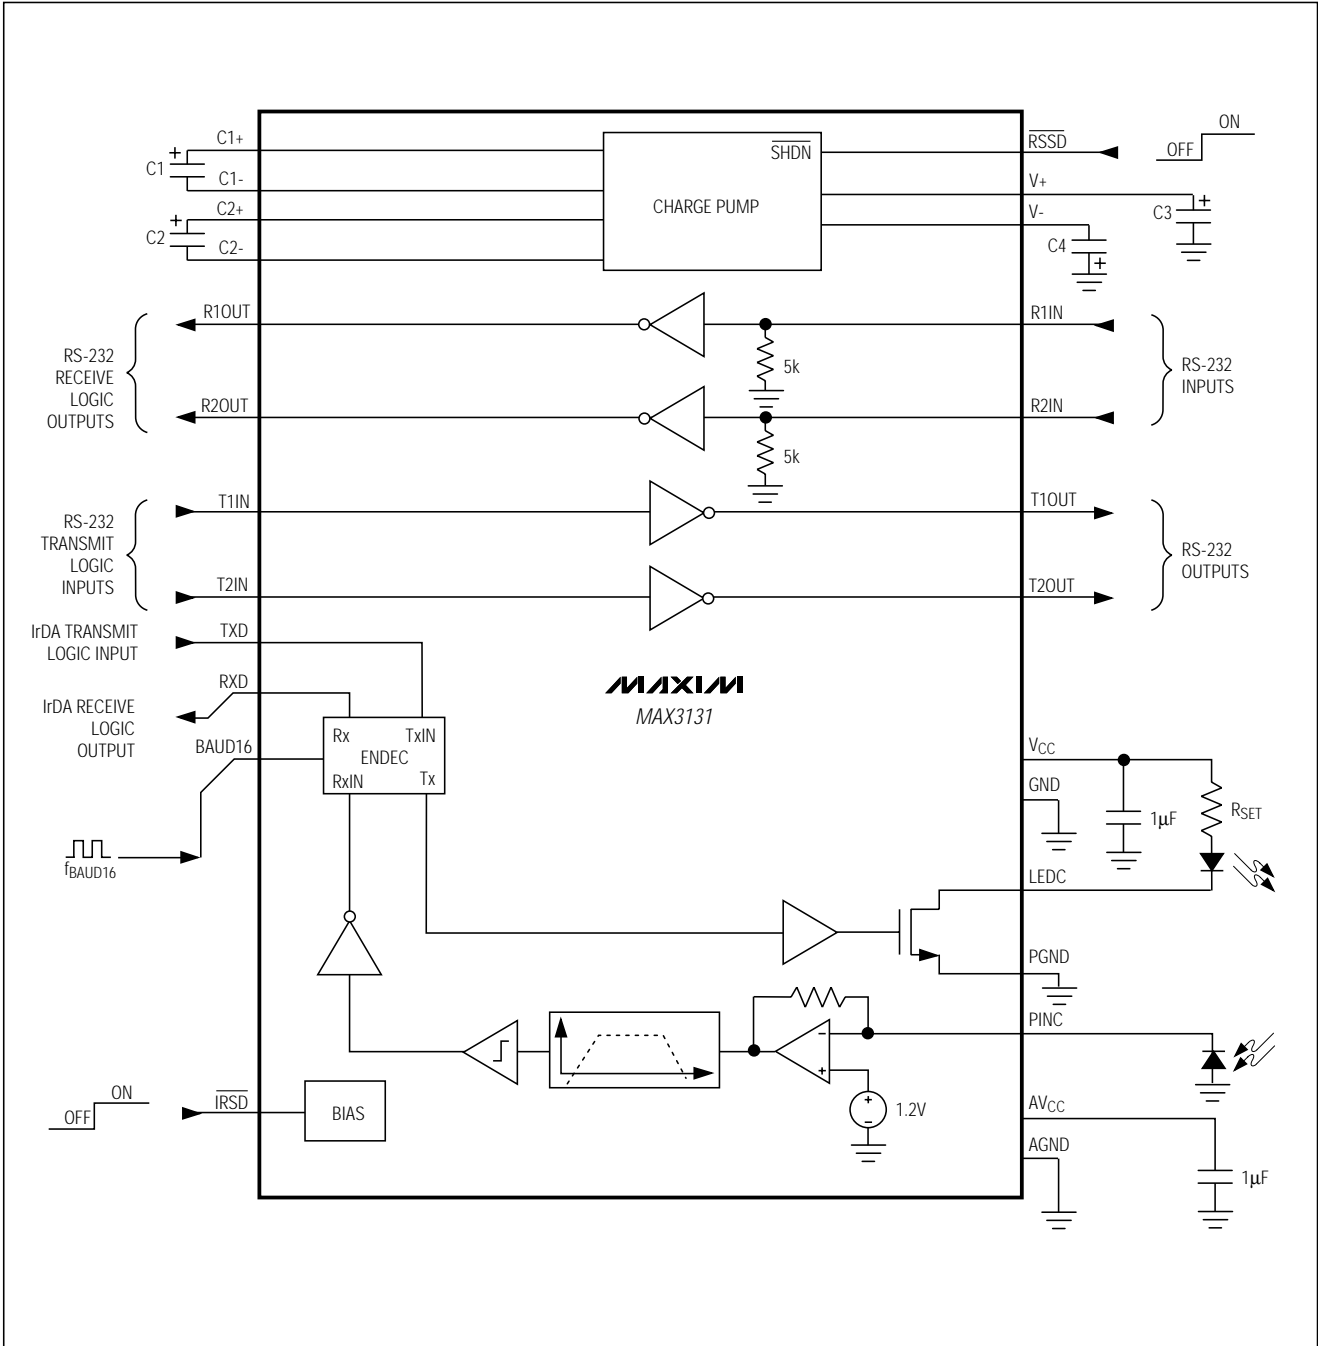 C1+
C1
C1-
C2+
C2
C2-
SHDN
CHARGE PUMP
RSSD
OFF
ON
V+
C3
V-
C4
R1OUT
R1IN
5k
RS-232
RECEIVE
LOGIC
OUTPUTS
RS-232
INPUTS
R2OUT
R2IN
5k
T1IN
T1OUT
RS-232
TRANSMIT
LOGIC
INPUTS
RS-232
OUTPUTS
T2IN
T2OUT
IrDA TRANSMIT
LOGIC INPUT
TXD
RXD
IrDA RECEIVE
LOGIC
OUTPUT
BAUD16
Rx
TxIN
ENDEC
RxIN
Tx
fBAUD16
MAXIM
MAX3131
VCC
GND
1μF
RSET
LEDC
PGND
PINC
-
+
+
-
1.2V
AVCC
AGND
1μF
OFF
ON
IRSD
BIAS